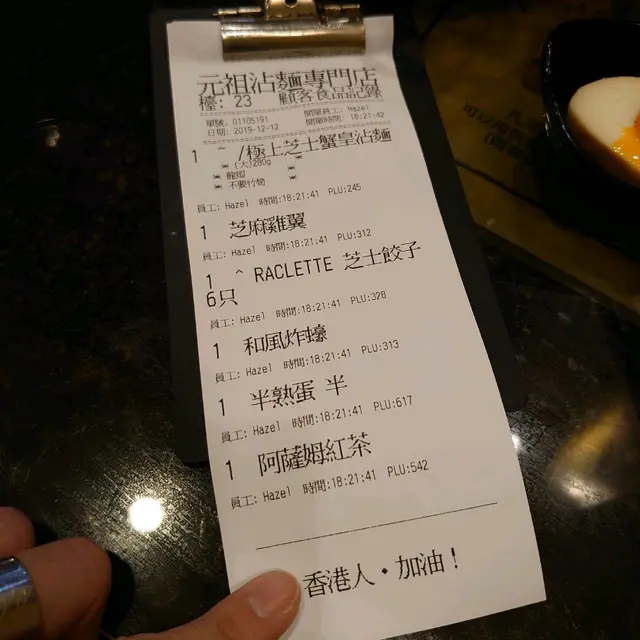 元祖沾麵專門店
檯: 23 顧客食品記錄
單號: 01105191 開單員工: Hazel
日期: 2019-12-12 開單時間: 18:21:42
1 ^ /極上芝士蟹皇沾麵
(大)280g
龍蝦
不要竹筍
員工: Hazel 時間:18:21:41 PLU:245
1 芝麻雞翼
員工: Hazel 時間:18:21:41 PLU:312
1 ^ RACLETTE 芝士餃子
6只
員工: Hazel 時間:18:21:41 PLU:328
1 和風炸蠔
員工: Hazel 時間:18:21:41 PLU:313
1 半熟蛋 半
員工: Hazel 時間:18:21:41 PLU:617
1 阿薩姆紅茶
員工: Hazel 時間:18:21:41 PLU:542
香港人・加油!